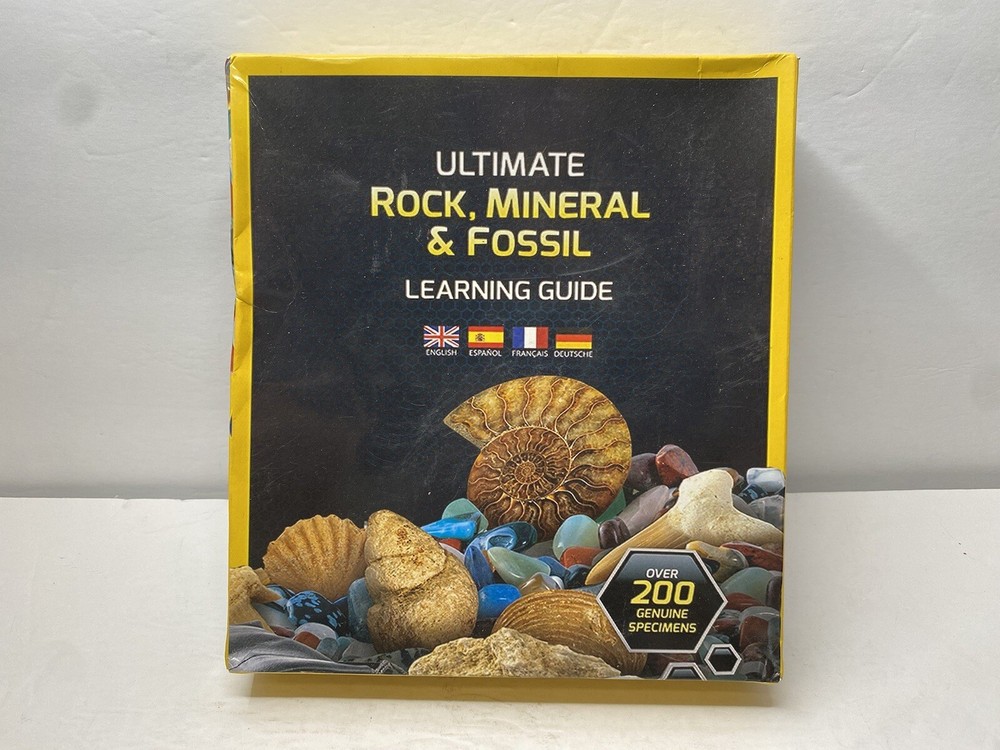 ULTIMATE
ROCK, MINERAL
& FOSSIL
LEARNING GUIDE
ENGLISH ESPAÑOL FRANÇAIS DEUTSCHE
OVER
200
GENUINE
SPECIMENS